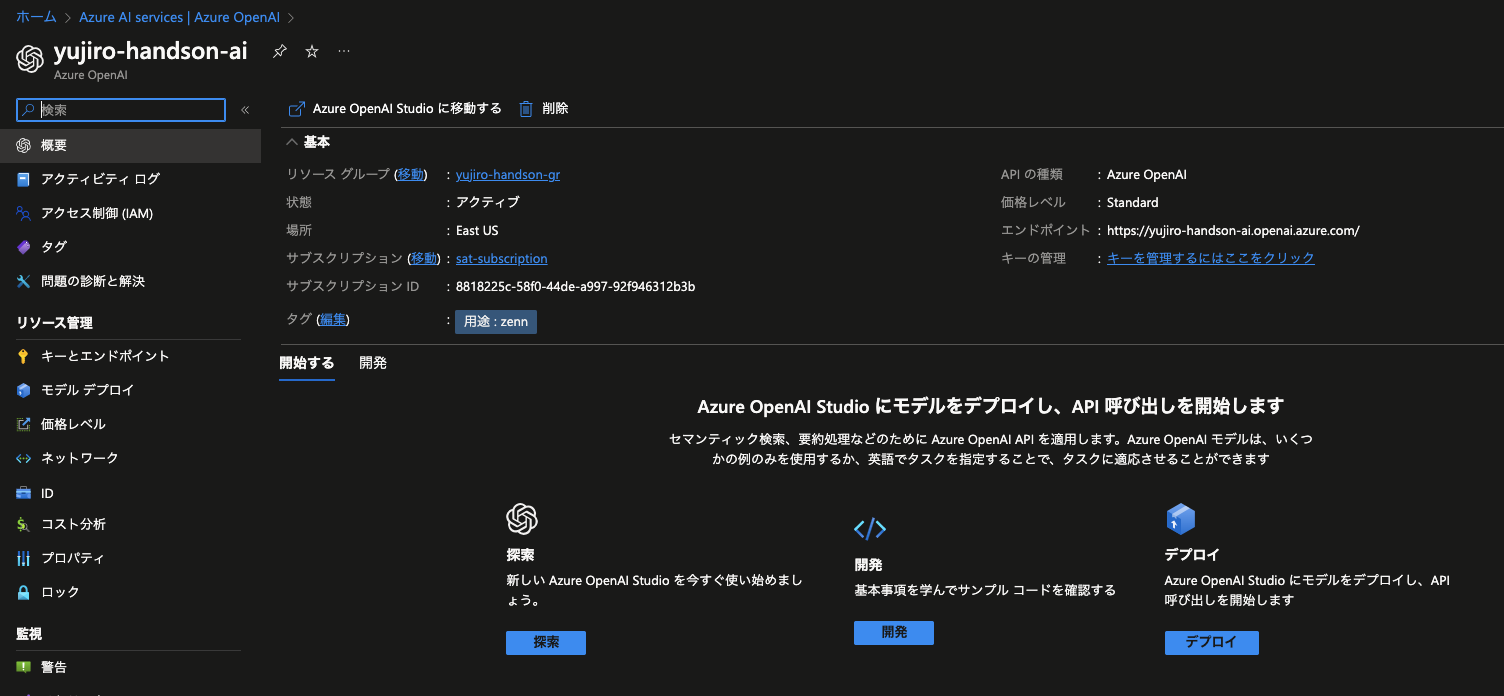 ホーム > Azure AI services | Azure OpenAI >
yujiro-handson-ai
Azure OpenAI
検索
Azure OpenAI Studio に移動する 削除
概要
アクティビティ ログ
アクセス制御 (IAM)
タグ
問題の診断と解決
リソース管理
キーとエンドポイント
モデル デプロイ
価格レベル
ネットワーク
ID
コスト分析
プロパティ
ロック
監視
警告
基本
リソース グループ (移動) : yujiro-handson-gr
状態 : アクティブ
場所 : East US
サブスクリプション (移動) : sat-subscription
サブスクリプション ID : 8818225c-58f0-44de-a997-92f946312b3b
タグ (編集) : 用途 : zenn
API の種類 : Azure OpenAI
価格レベル : Standard
エンドポイント : https://yujiro-handson-ai.openai.azure.com/
キーの管理 : キーを管理するにはここをクリック
開始する 開発
Azure OpenAI Studio にモデルをデプロイし、API 呼び出しを開始します
セマンティック検索、要約処理などのために Azure OpenAI API を適用します。Azure OpenAI モデルは、いくつ
かの例のみを使用するか、英語でタスクを指定することで、タスクに適応させることができます
探索
新しい Azure OpenAI Studio を今すぐ使い始めまし
ょう。
探索
開発
基本事項を学んでサンプル コードを確認する
開発
デプロイ
Azure OpenAI Studio にモデルをデプロイし、API
呼び出しを開始します
デプロイ